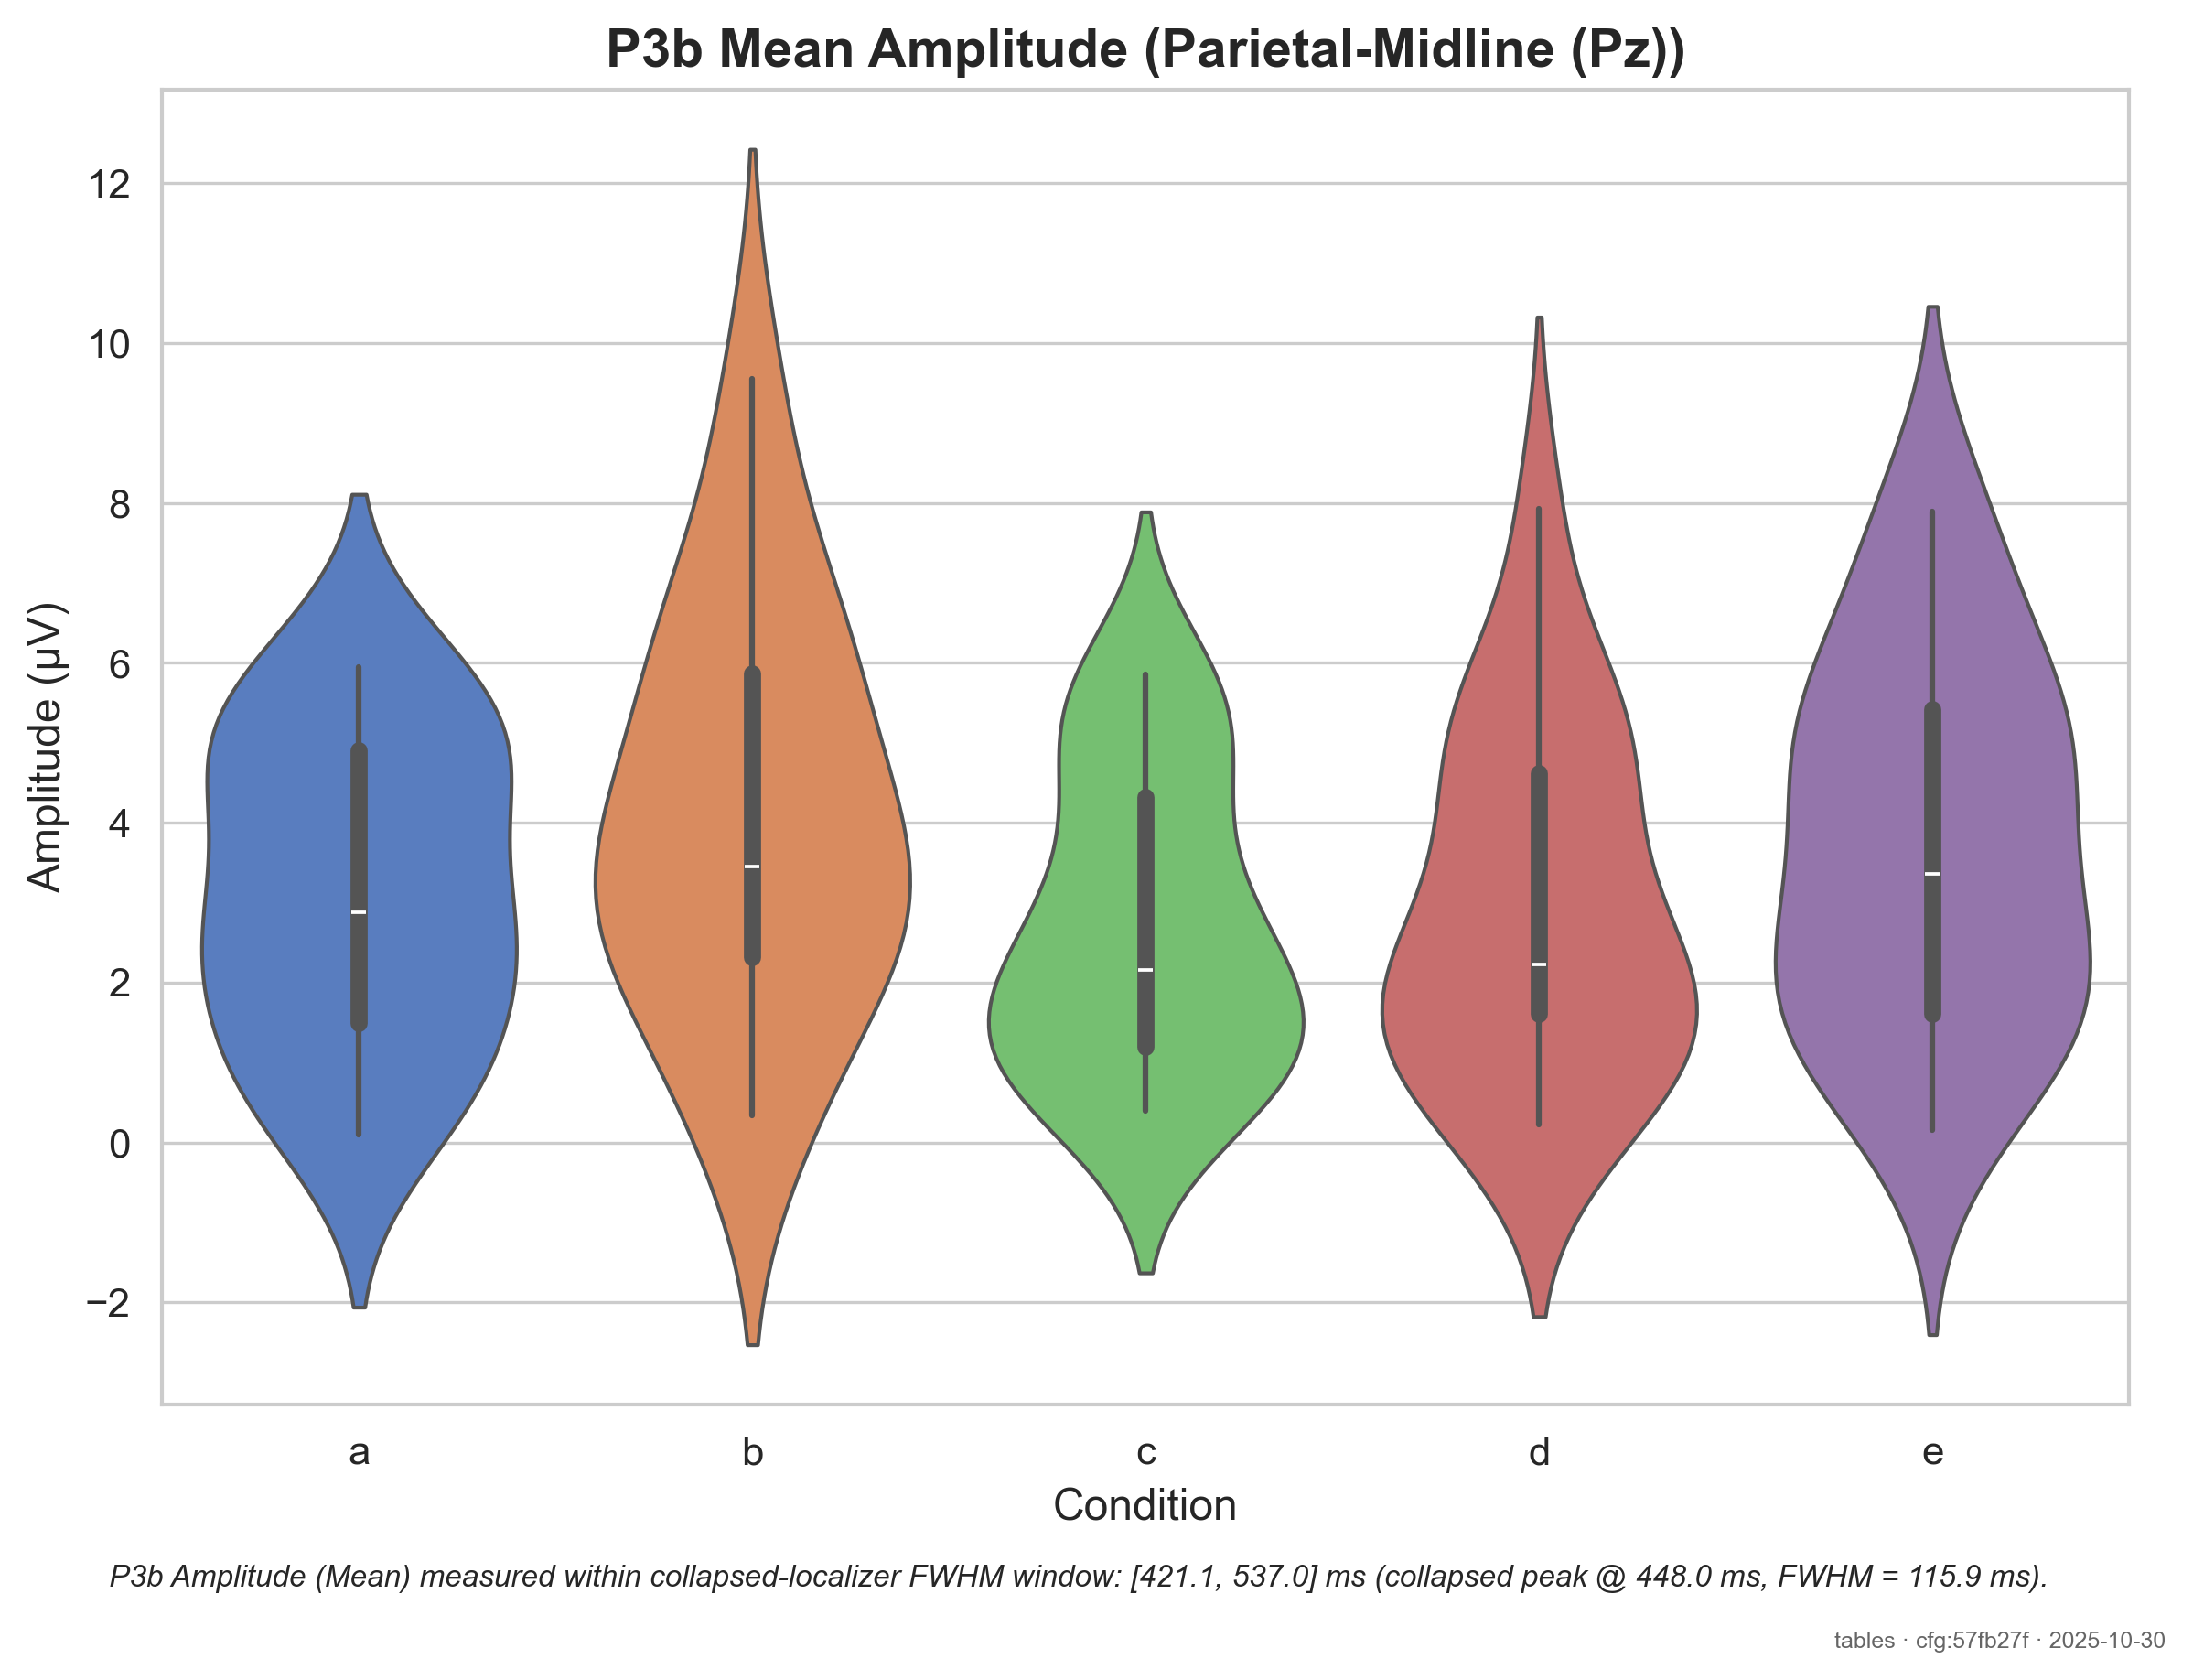 P3b Mean Amplitude (Parietal-Midline (Pz))
Amplitude (μV)
12
10
8
6
4
2
0
−2
a b c d e
Condition
P3b Amplitude (Mean) measured within collapsed-localizer FWHM window: [421.1, 537.0] ms (collapsed peak @ 448.0 ms, FWHM = 115.9 ms).
tables · cfg:57fb27f · 2025-10-30